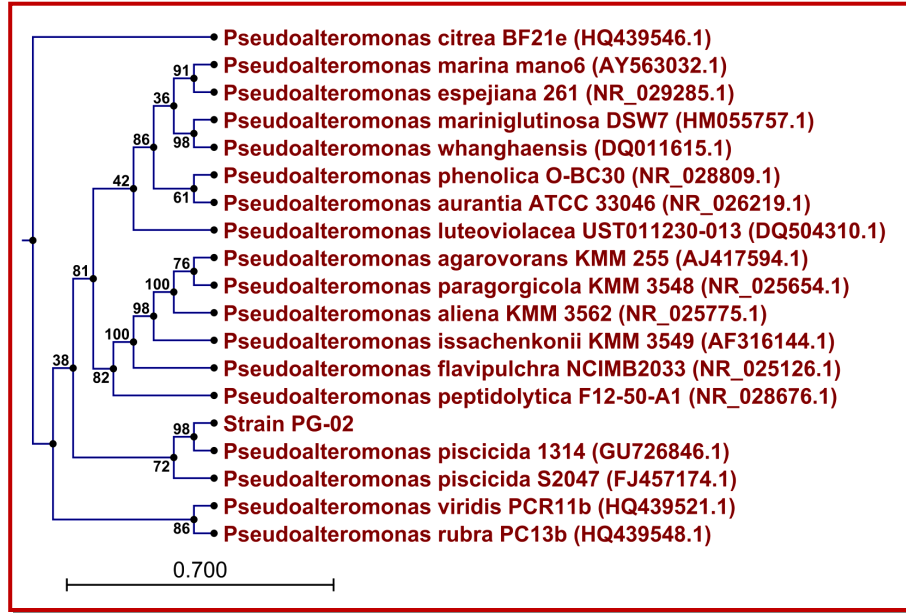 Pseudoalteromonas citrea BF21e (HQ439546.1)
91 Pseudoalteromonas marina mano6 (AY563032.1)
36 Pseudoalteromonas espejiana 261 (NR_029285.1)
Pseudoalteromonas mariniglutinosa DSW7 (HM055757.1)
86 98 Pseudoalteromonas whanghaensis (DQ011615.1)
Pseudoalteromonas phenolica O-BC30 (NR_028809.1)
42 61 Pseudoalteromonas aurantia ATCC 33046 (NR_026219.1)
Pseudoalteromonas luteoviolacea UST011230-013 (DQ504310.1)
Pseudoalteromonas agarovorans KMM 255 (AJ417594.1)
81 76 Pseudoalteromonas paragorgicola KMM 3548 (NR_025654.1)
100 Pseudoalteromonas aliena KMM 3562 (NR_025775.1)
98 Pseudoalteromonas issachenkonii KMM 3549 (AF316144.1)
100 Pseudoalteromonas flavipulchra NCIMB2033 (NR_025126.1)
38 82 Pseudoalteromonas peptidolytica F12-50-A1 (NR_028676.1)
Strain PG-02
98 Pseudoalteromonas piscicida 1314 (GU726846.1)
72 Pseudoalteromonas piscicida S2047 (FJ457174.1)
Pseudoalteromonas viridis PCR11b (HQ439521.1)
86 Pseudoalteromonas rubra PC13b (HQ439548.1)
0.700